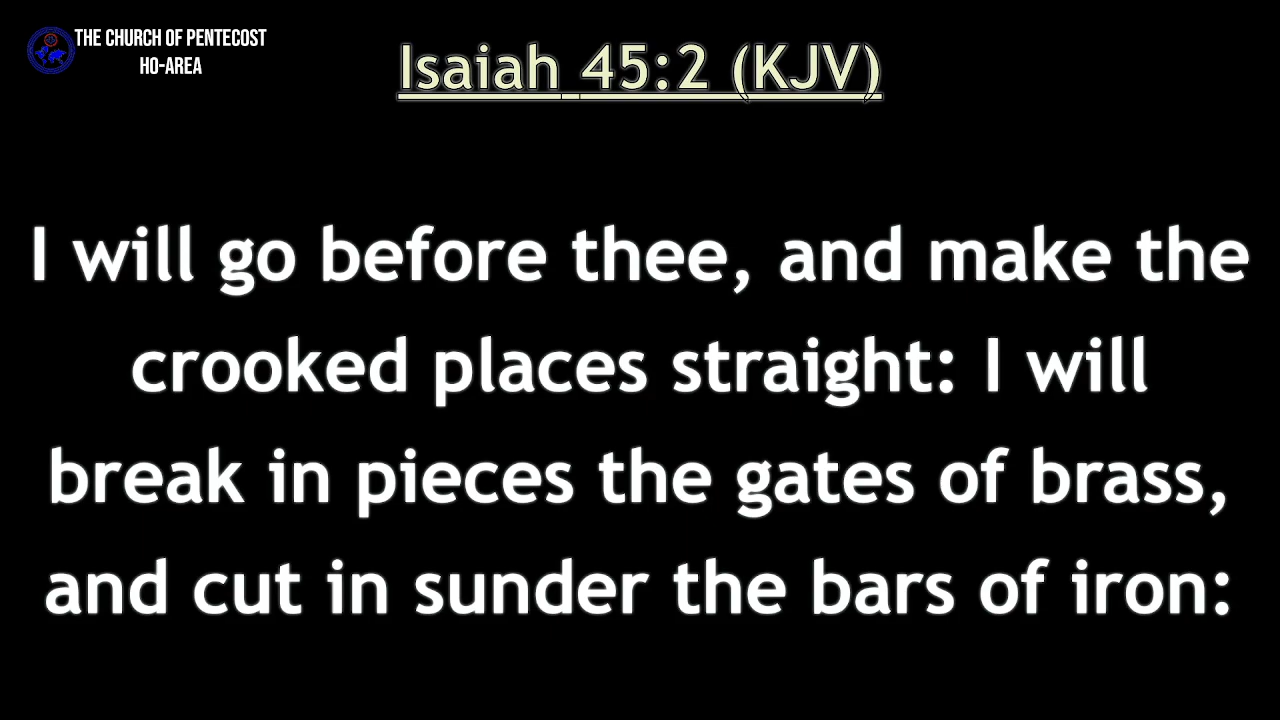 THE CHURCH OF PENTECOST
HO-AREA
Isaiah 45:2 (KJV)
I will go before thee, and make the
crooked places straight: I will
break in pieces the gates of brass,
and cut in sunder the bars of iron: